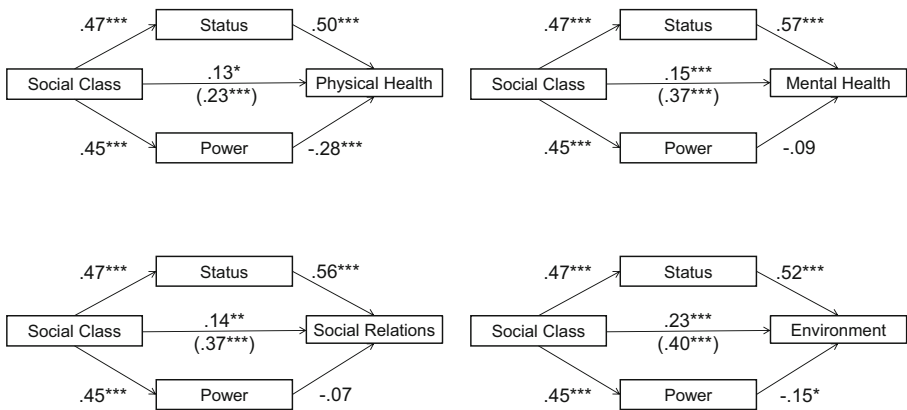 .47*** Status .50***
Social Class .13* Physical Health
(.23***)
.45*** Power -.28***
.47*** Status .57***
Social Class .15*** Mental Health
(.37***)
.45*** Power -.09
.47*** Status .56***
Social Class .14** Social Relations
(.37***)
.45*** Power -.07
.47*** Status .52***
Social Class .23*** Environment
(.40***)
.45*** Power -.15*